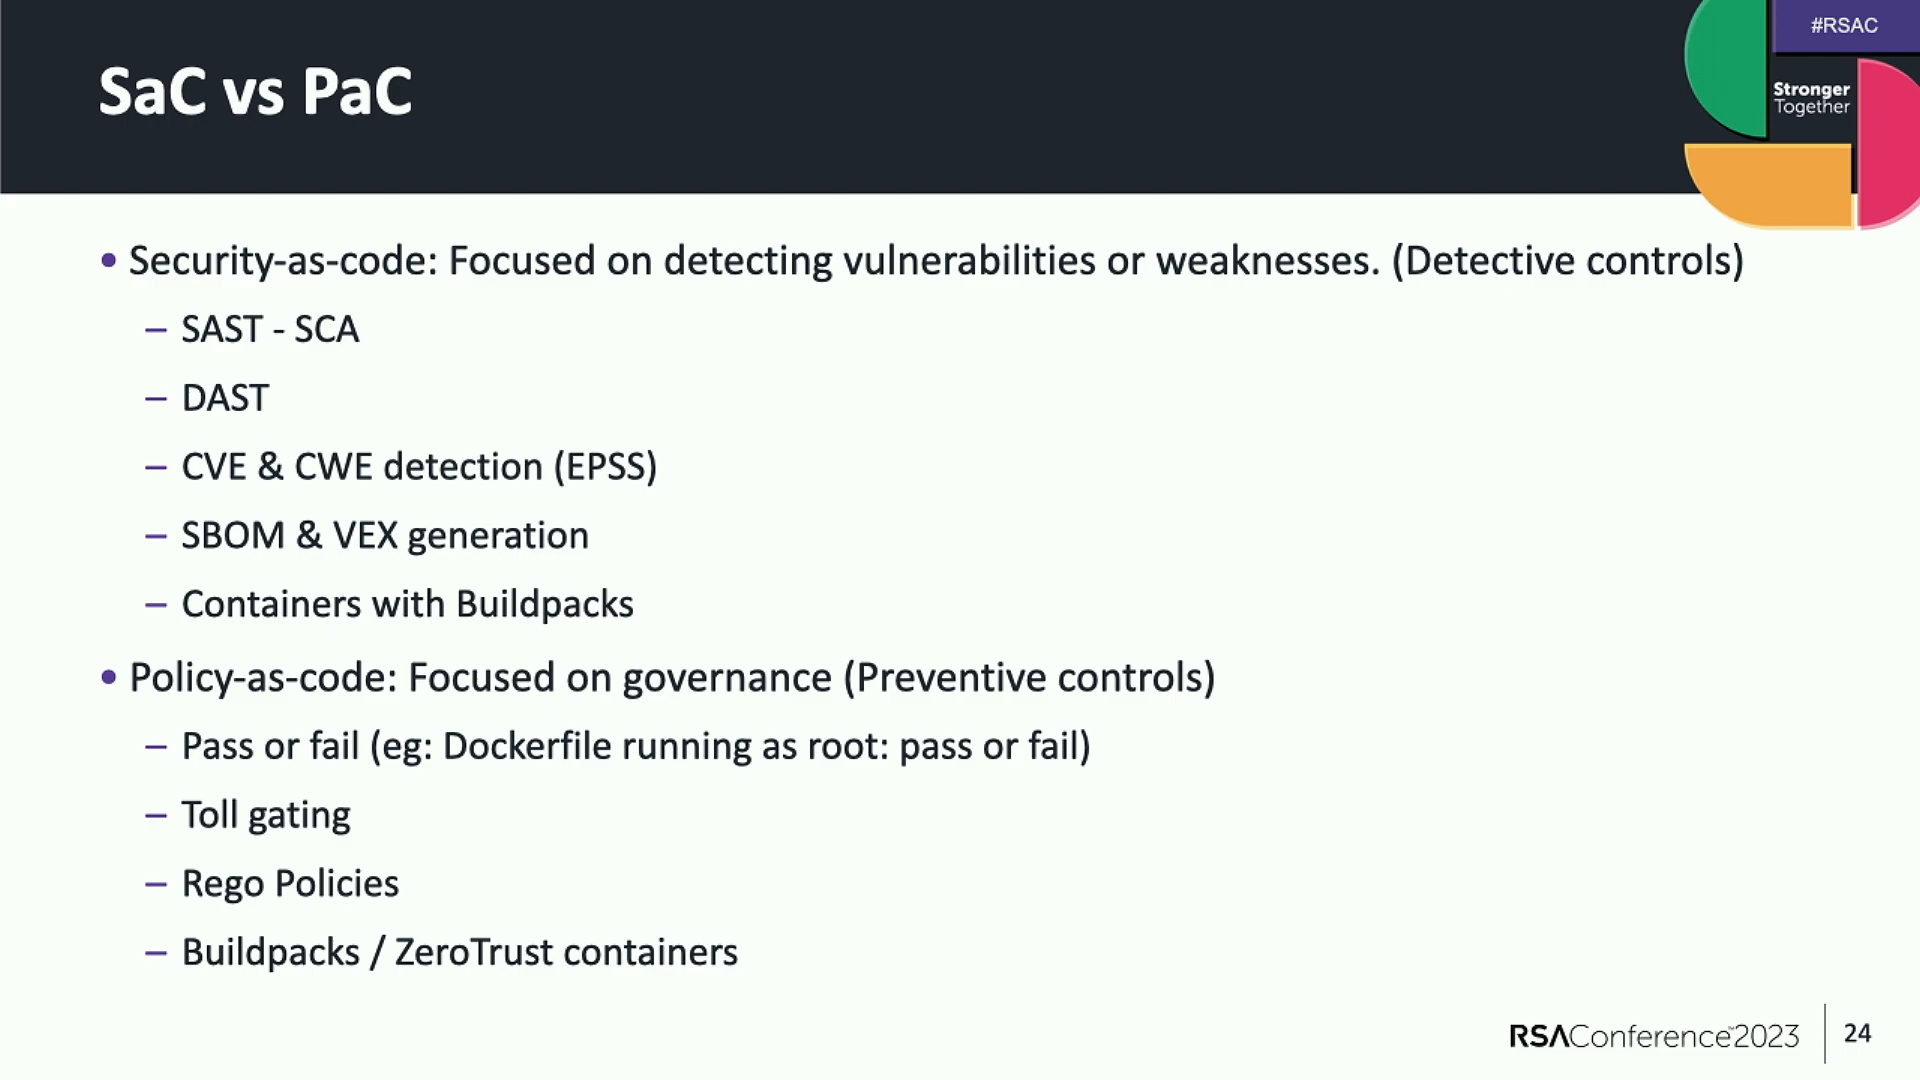 #RSAC
SaC vs PaC
Stronger
Together
• Security-as-code: Focused on detecting vulnerabilities or weaknesses. (Detective controls)
– SAST - SCA
– DAST
– CVE & CWE detection (EPSS)
– SBOM & VEX generation
– Containers with Buildpacks
• Policy-as-code: Focused on governance (Preventive controls)
– Pass or fail (eg: Dockerfile running as root: pass or fail)
– Toll gating
– Rego Policies
– Buildpacks / ZeroTrust containers
RSAConference™2023
24